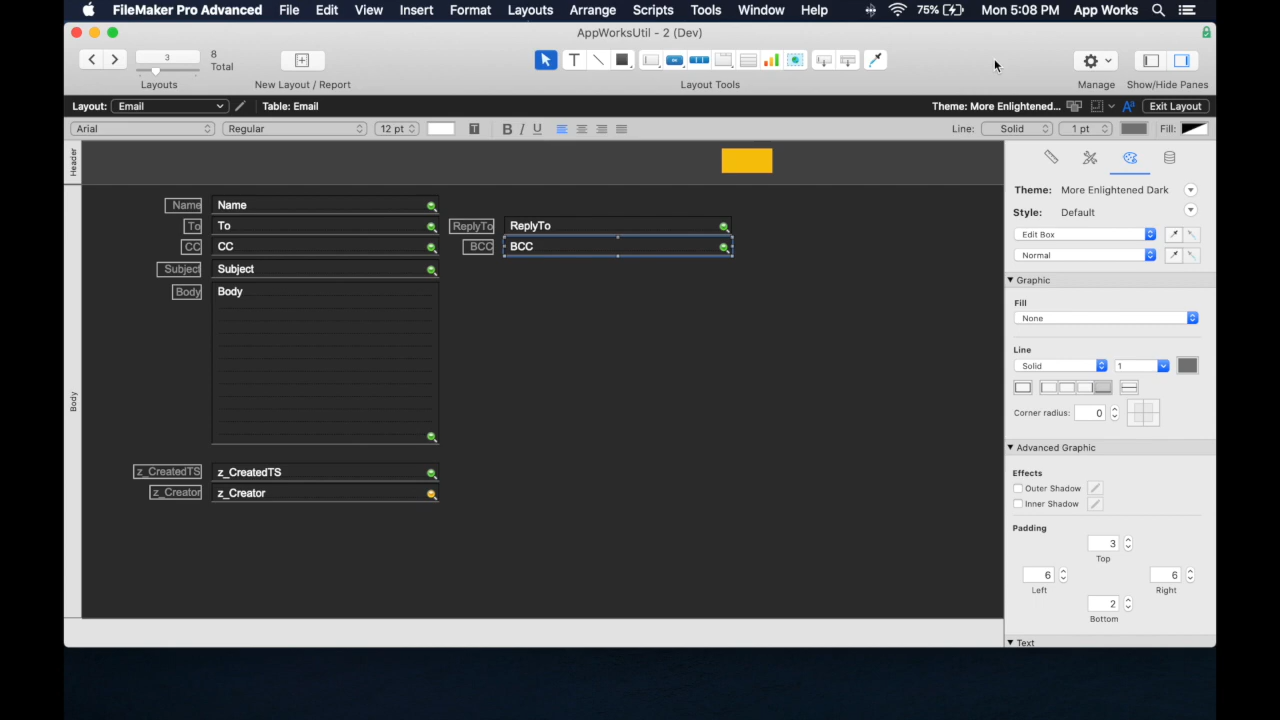 FileMaker Pro Advanced File Edit View Insert Format Layouts Arrange Scripts Tools Window Help 75% Mon 5:08 PM App Works
AppWorksUtil - 2 (Dev)
3
8
Total
Layouts
New Layout / Report
T
Layout Tools
Manage
Show/Hide Panes
Layout: Email
Table: Email
Theme: More Enlightened...
Aa
Exit Layout
Arial
Regular
12 pt
T
B I U
Line: Solid 1 pt Fill:
Header
Body
Name Name
To To
ReplyTo ReplyTo
CC CC
BCC BCC
Subject Subject
Body Body
z_CreatedTS z_CreatedTS
z_Creator z_Creator
Theme: More Enlightened Dark
Style: Default
Edit Box
Normal
Graphic
Fill
None
Line
Solid 1
Corner radius: 0
Advanced Graphic
Effects
Outer Shadow
Inner Shadow
Padding
3
Top
6 6
Left Right
2
Bottom
Text